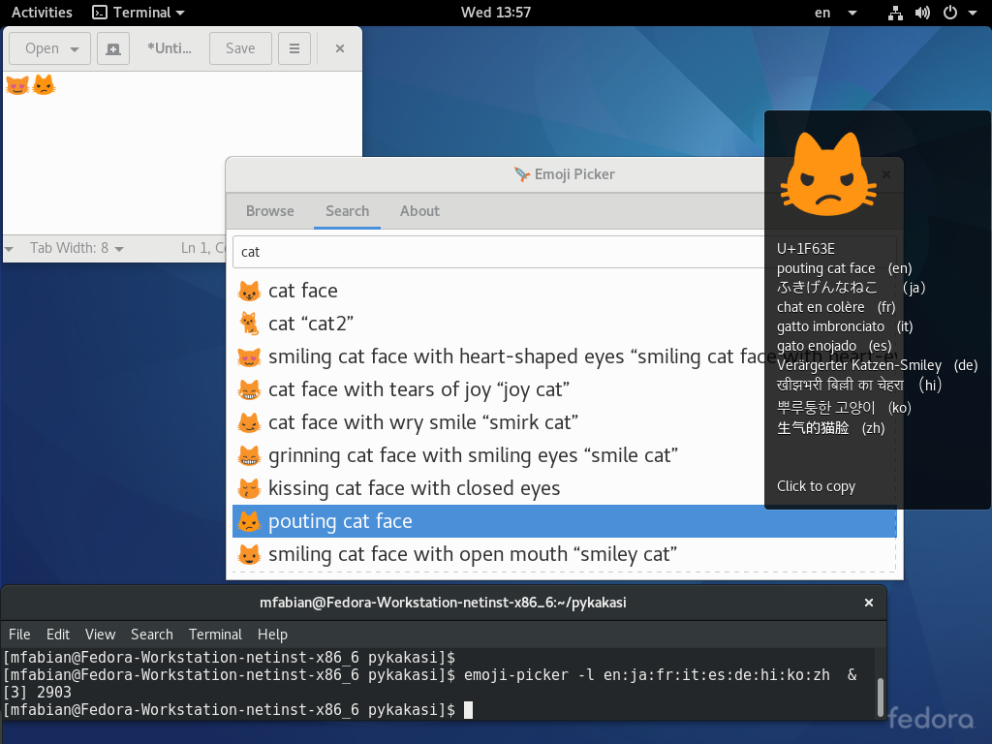 Activities Terminal Wed 13:57 en
Open *Unti... Save
Tab Width: 8 Ln 1, C
Emoji Picker
Browse Search About
cat
cat face
cat “cat2”
smiling cat face with heart-shaped eyes “smiling cat face with heart-ey
cat face with tears of joy “joy cat”
cat face with wry smile “smirk cat”
grinning cat face with smiling eyes “smile cat”
kissing cat face with closed eyes
pouting cat face
smiling cat face with open mouth “smiley cat”
U+1F63E
pouting cat face (en)
ふきげんなねこ (ja)
chat en colère (fr)
gatto imbronciato (it)
gato enojado (es)
Verärgerter Katzen-Smiley (de)
खीझभरी बिल्ली का चेहरा (hi)
뿌루퉁한 고양이 (ko)
生气的猫脸 (zh)
Click to copy
mfabian@Fedora-Workstation-netinst-x86_6:~/pykakasi
File Edit View Search Terminal Help
[mfabian@Fedora-Workstation-netinst-x86_6 pykakasi]$
[mfabian@Fedora-Workstation-netinst-x86_6 pykakasi]$ emoji-picker -l en:ja:fr:it:es:de:hi:ko:zh &
[3] 2903
[mfabian@Fedora-Workstation-netinst-x86_6 pykakasi]$
fedora